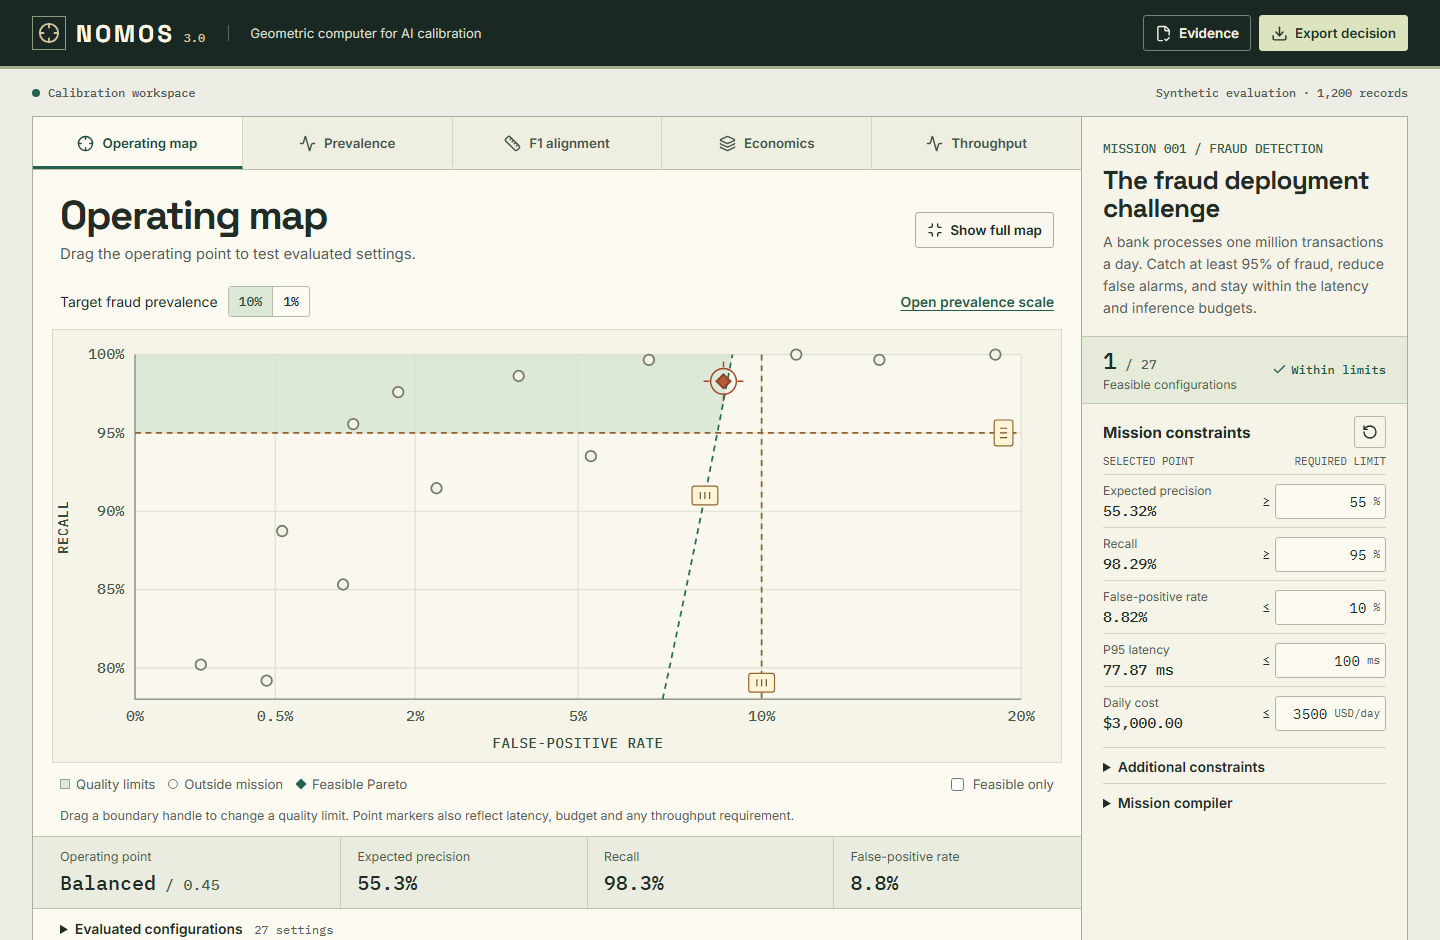 NOMOS 3.0
Geometric computer for AI calibration
Evidence
Export decision
Calibration workspace
Synthetic evaluation · 1,200 records
Operating map
Prevalence
F1 alignment
Economics
Throughput
Operating map
Drag the operating point to test evaluated settings.
Show full map
Target fraud prevalence
10%
1%
Open prevalence scale
100%
95%
90%
85%
80%
RECALL
0%
0.5%
2%
5%
10%
20%
FALSE-POSITIVE RATE
Quality limits
Outside mission
Feasible Pareto
Feasible only
Drag a boundary handle to change a quality limit. Point markers also reflect latency, budget and any throughput requirement.
Operating point
Balanced / 0.45
Expected precision
55.3%
Recall
98.3%
False-positive rate
8.8%
Evaluated configurations 27 settings
MISSION 001 / FRAUD DETECTION
The fraud deployment
challenge
A bank processes one million transactions
a day. Catch at least 95% of fraud, reduce
false alarms, and stay within the latency
and inference budgets.
1 / 27
Feasible configurations
Within limits
Mission constraints
SELECTED POINT
REQUIRED LIMIT
Expected precision
55.32%
≥ 55 %
Recall
98.29%
≥ 95 %
False-positive rate
8.82%
≤ 10 %
P95 latency
77.87 ms
≤ 100 ms
Daily cost
$3,000.00
≤ 3500 USD/day
Additional constraints
Mission compiler